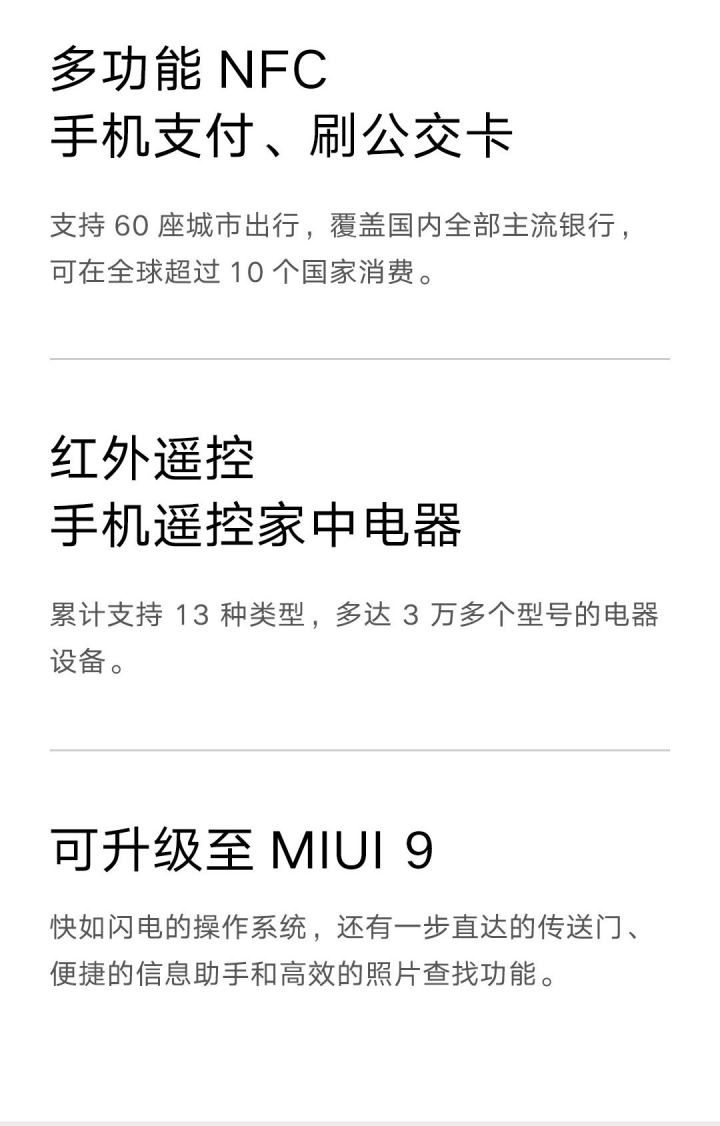 多功能 NFC
手机支付、刷公交卡
支持 60 座城市出行，覆盖国内全部主流银行，
可在全球超过 10 个国家消费。
红外遥控
手机遥控家中电器
累计支持 13 种类型，多达 3 万多个型号的电器
设备。
可升级至 MIUI 9
快如闪电的操作系统，还有一步直达的传送门、
便捷的信息助手和高效的照片查找功能。